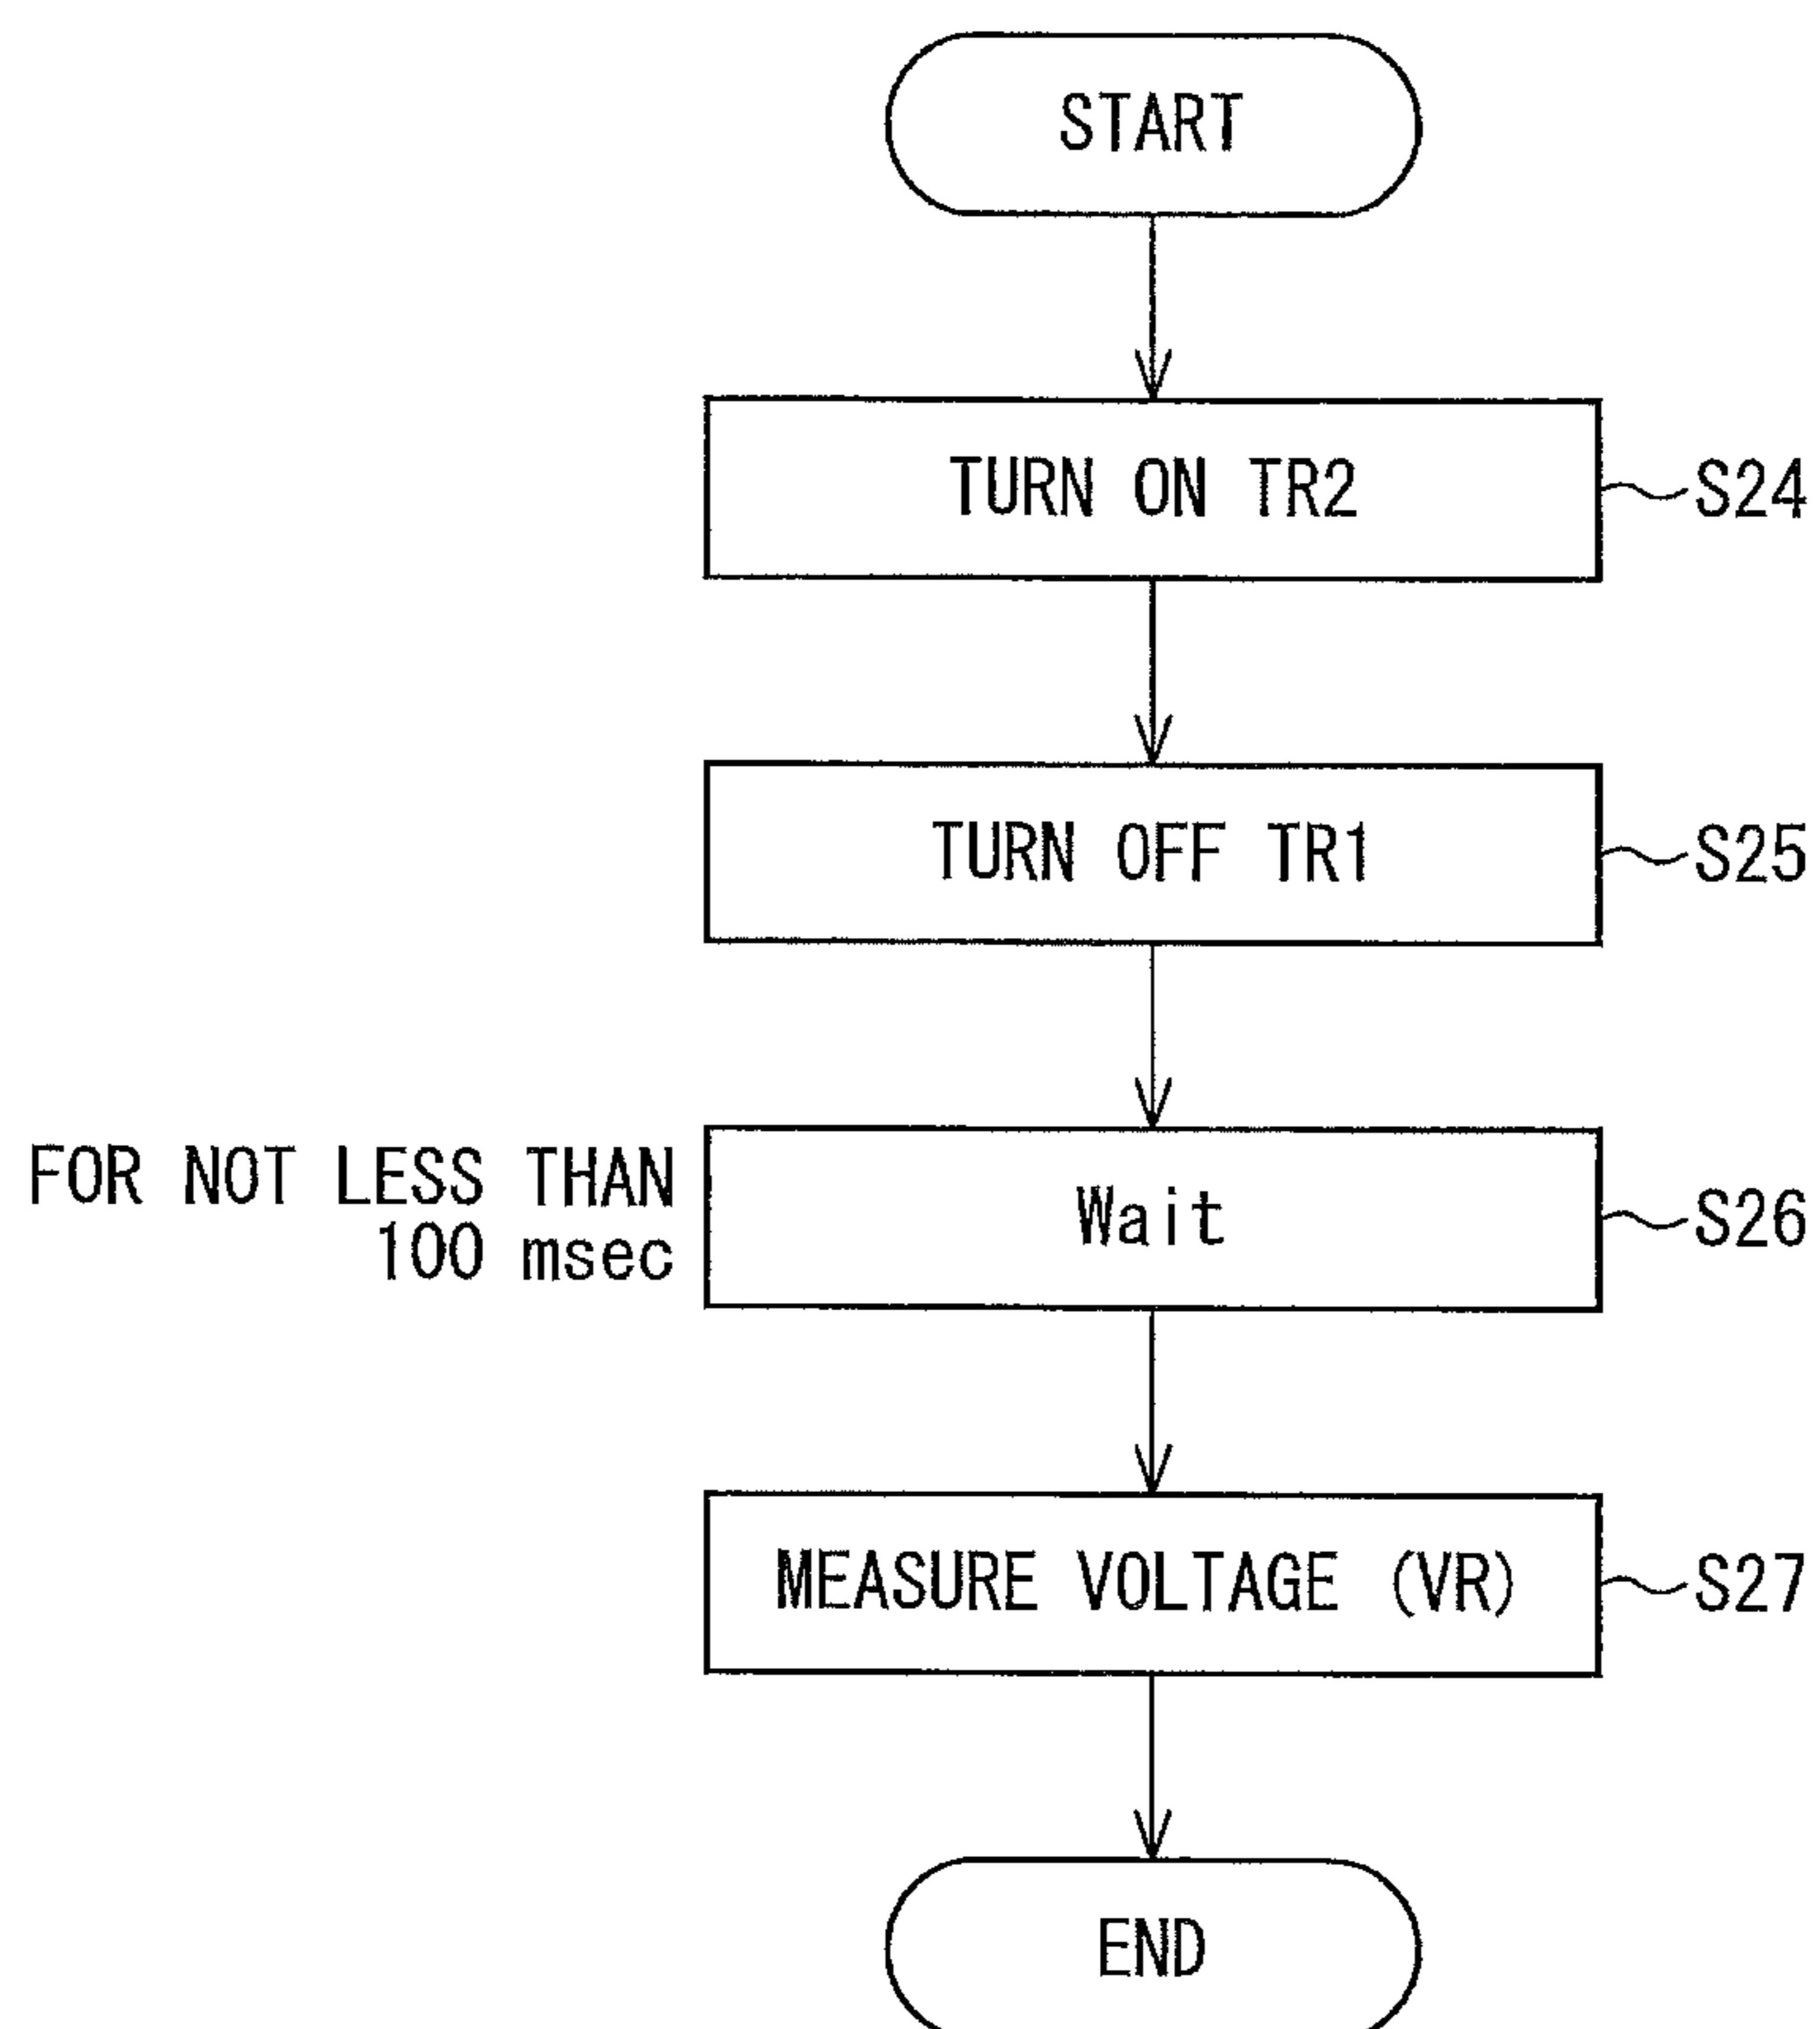 START
TURN ON TR2
S24
TURN OFF TR1
S25
FOR NOT LESS THAN
100 msec
Wait
S26
MEASURE VOLTAGE (VR)
S27
END